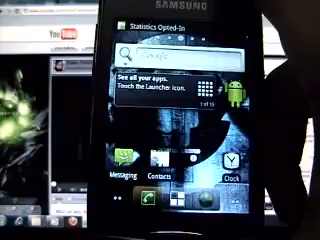 SAMSUNG
Statistics Opted-In
YouTube
Google
See all your apps.
Touch the Launcher icon.
1 of 15
Messaging
Contacts
Clock